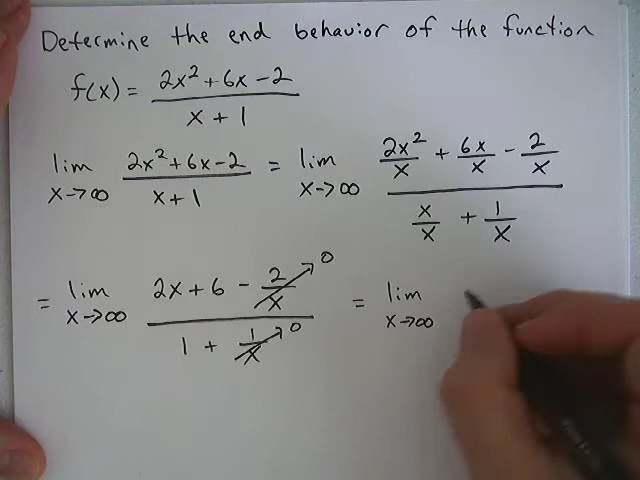 Determine the end behavior of the function
f(x) = (2x² + 6x - 2)/(x + 1)
lim x→∞ (2x² + 6x - 2)/(x + 1) = lim x→∞ (2x²/x + 6x/x - 2/x)/(x/x + 1/x)
= lim x→∞ (2x + 6 - 2/x → 0)/(1 + 1/x → 0) = lim x→∞